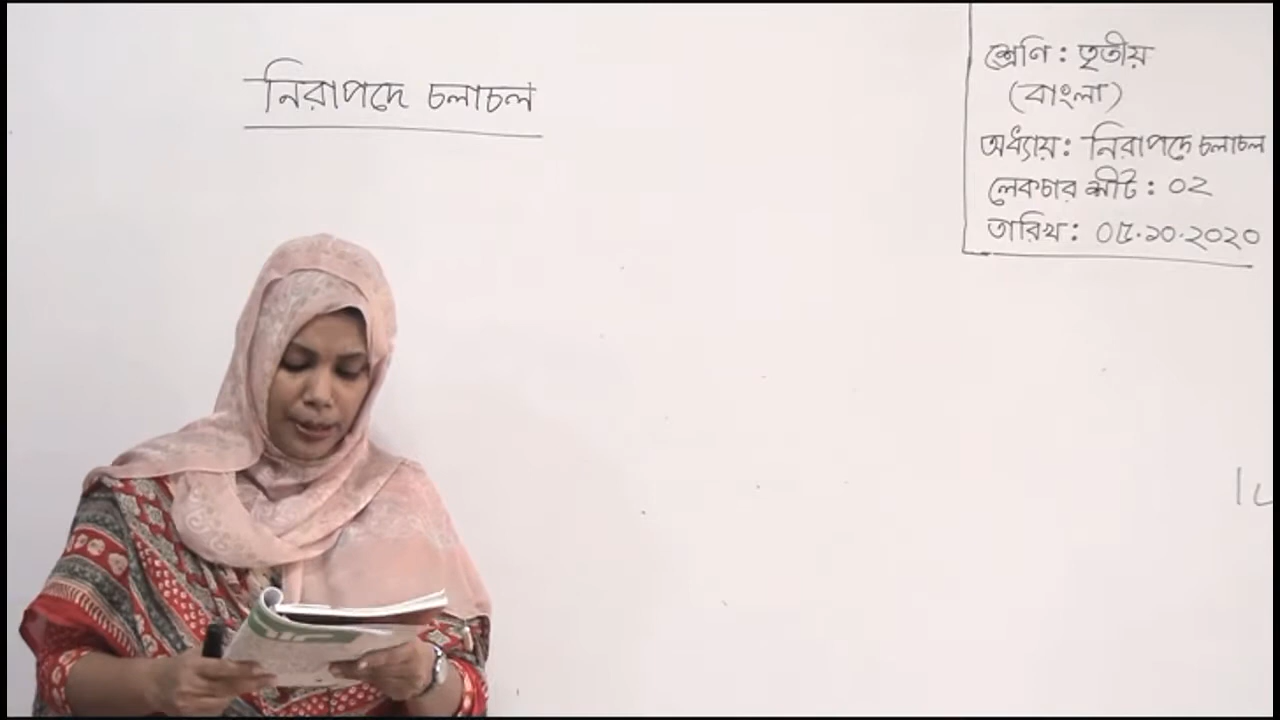 নিরাপদে চলাচল
শ্রেণি : তৃতীয়
(বাংলা)
অধ্যায়: নিরাপদে চলাচল
লেকচার শীট : ০২
তারিখ: ০৫.১০.২০২০